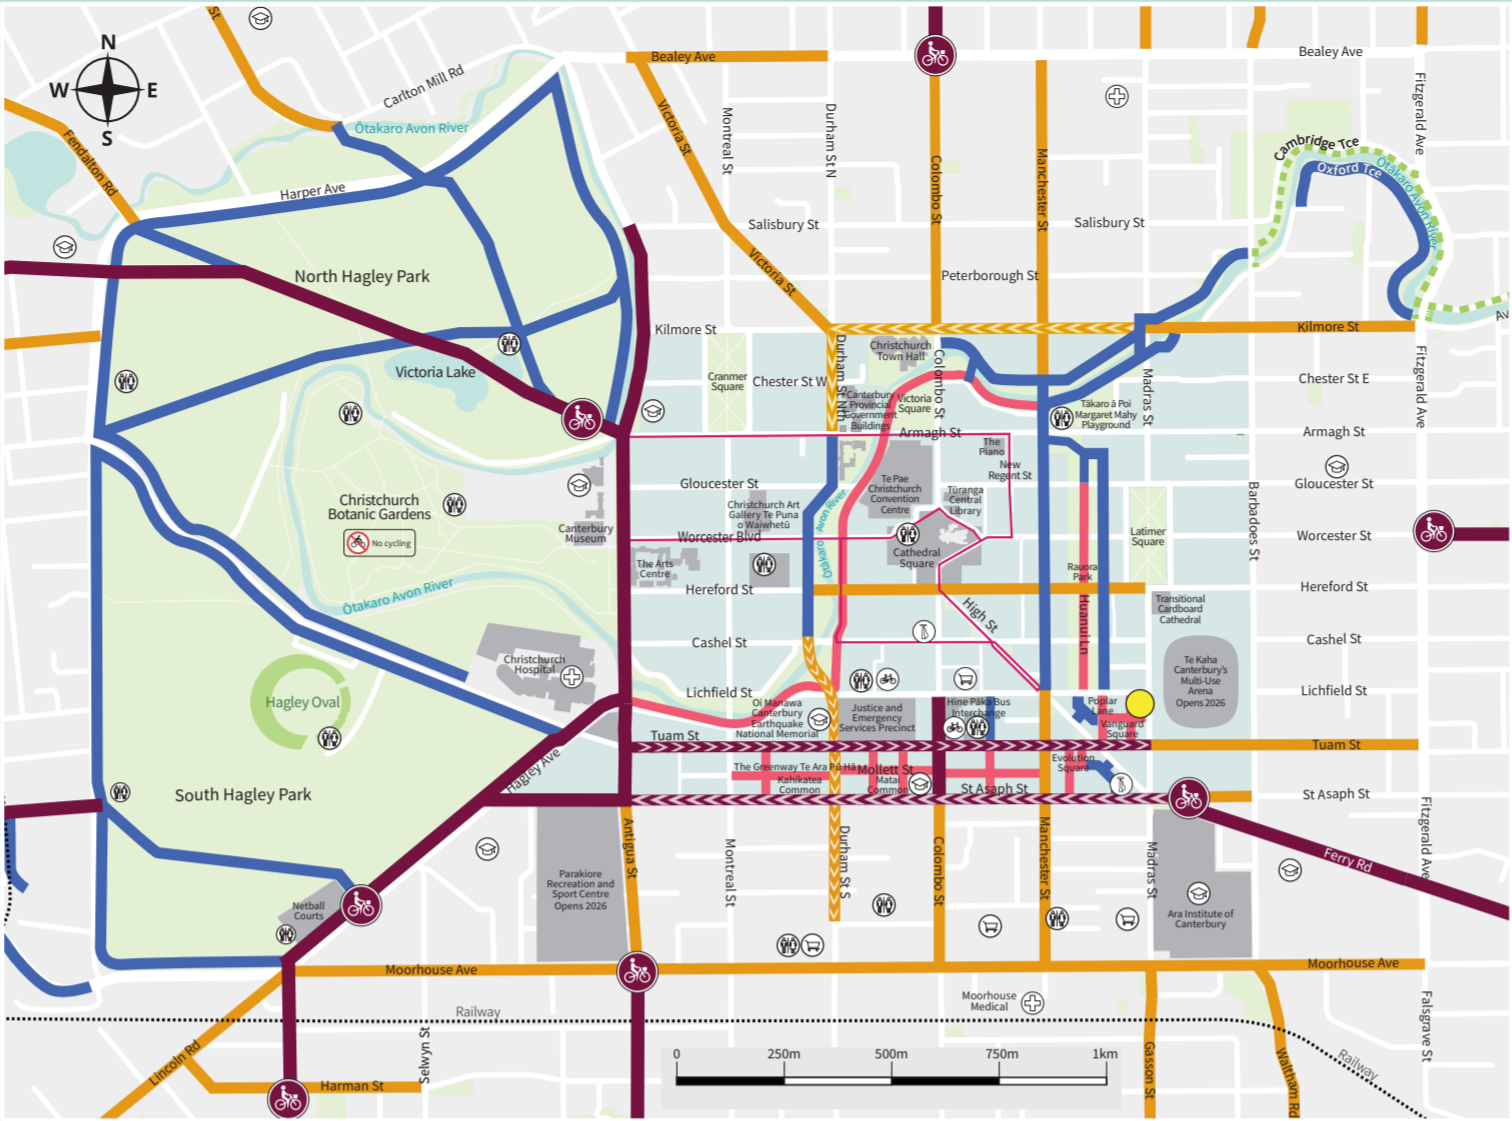 St
N
W
E
S
Carlton Mill Rd
Ōtakaro Avon River
Fendalton Rd
Harper Ave
North Hagley Park
Victoria Lake
Christchurch
Botanic Gardens
No cycling
Ōtakaro Avon River
Canterbury
Museum
Christchurch
Hospital
Hagley Oval
South Hagley Park
Hagley Ave
Netball
Courts
Bealey Ave
Bealey Ave
Victoria St
Montreal St
Durham St N
Colombo St
Manchester St
Fitzgerald Ave
Cambridge Tce
Oxford Tce
Ōtākaro Avon River
Salisbury St
Salisbury St
Victoria St
Peterborough St
Av
Kilmore St
Kilmore St
Durham St N
Christchurch
Town Hall
Colombo St
Cranmer
Square
Chester St W
Chester St E
Madras St
Fitzgerald Ave
Canterbury
Provincial
Government
Buildings
Victoria
Square
Tākaro ā Poi
Margaret Mahy
Playground
Armagh St
Armagh St
The
Piano
New
Regent St
Gloucester St
Gloucester St
Te Pae
Christchurch
Convention
Centre
Tūranga
Central
Library
Christchurch Art
Gallery Te Puna
o Waiwhetū
Ōtākaro Avon River
Latimer
Square
Barbadoes St
Worcester Blvd
Worcester St
Cathedral
Square
The Arts
Centre
Rauora
Park
Hereford St
Hereford St
High St
Huanui Ln
Transitional
Cardboard
Cathedral
Cashel St
Cashel St
Te Kaha
Canterbury's
Multi-Use
Arena
Opens 2026
Lichfield St
Lichfield St
Oi Manawa
Canterbury
Earthquake
National Memorial
Justice and
Emergency
Services Precinct
Hine Pāka Bus
Interchange
Poplar
Lane
Vanguard
Square
Tuam St
Tuam St
The Greenway Te Ara Pū Hā
Mollett St
Evolution
Square
Kahikatea
Common
Matai
Common
St Asaph St
St Asaph St
Antigua St
Montreal St
Durham St S
Colombo St
Manchester St
Madras St
Fitzgerald Ave
Ferry Rd
Parakiore
Recreation and
Sport Centre
Opens 2026
Ara Institute of
Canterbury
Moorhouse Ave
Moorhouse Ave
Railway
Moorhouse
Medical
Lincoln Rd
Selwyn St
Harman St
Gasson St
Waltham Rd
Railway
Falsgrave St
0
250m
500m
750m
1km